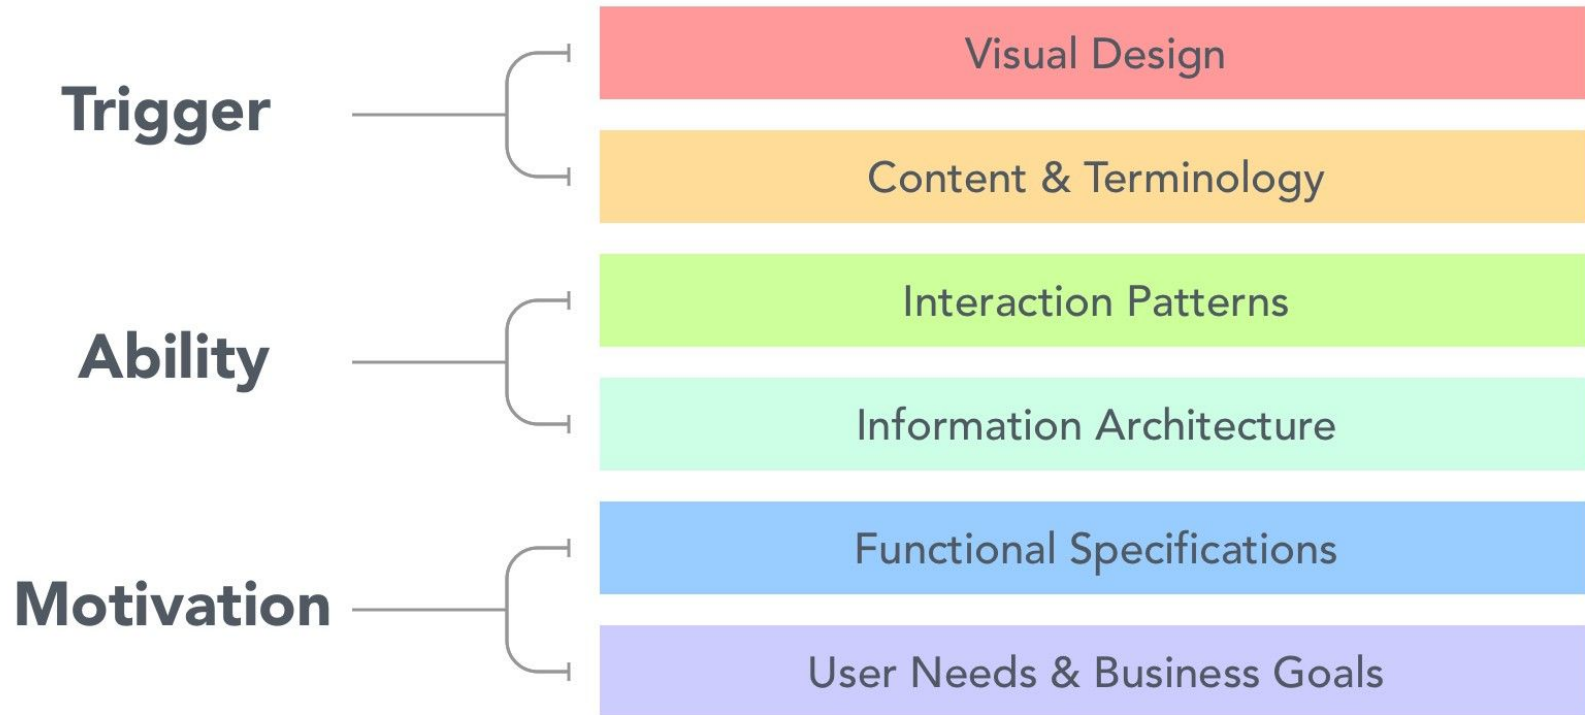 Trigger
Visual Design
Content & Terminology
Ability
Interaction Patterns
Information Architecture
Motivation
Functional Specifications
User Needs & Business Goals